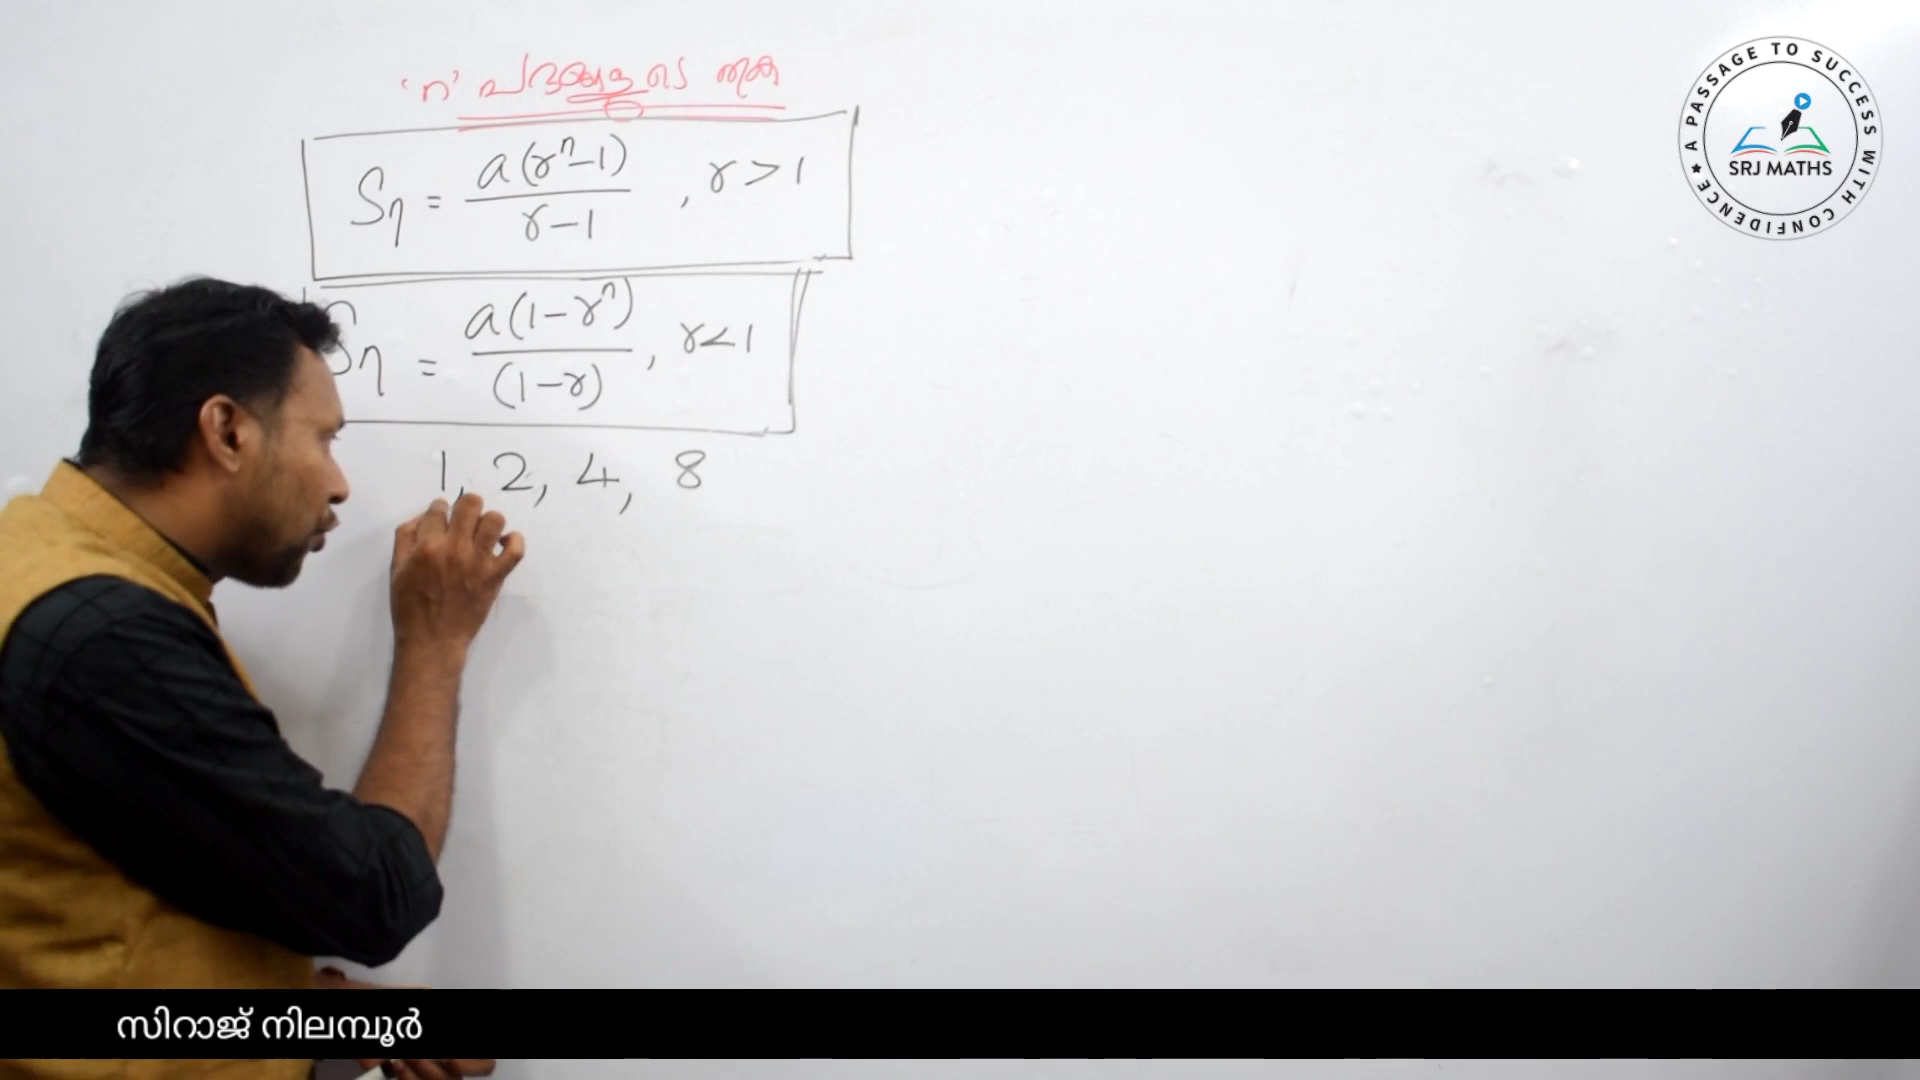 'n' പദങ്ങളുടെ തുക
Sn = a(r^n-1) / r-1 , r>1
Sn = a(1-r^n) / (1-r) , r<1
1, 2, 4, 8
A PASSAGE TO SUCCESS WITH CONFIDENCE
SRJ MATHS
സിറാജ് നിലമ്പൂർ